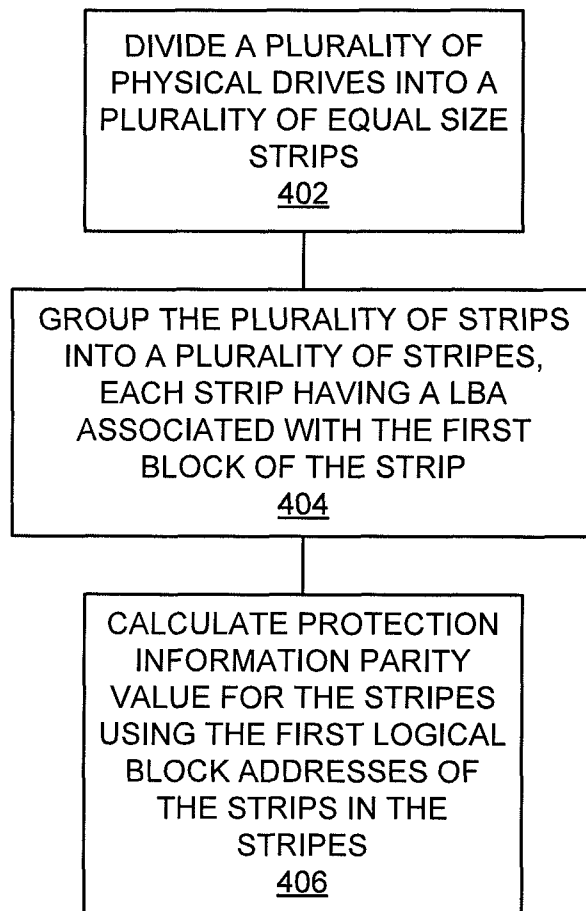 DIVIDE A PLURALITY OF
PHYSICAL DRIVES INTO A
PLURALITY OF EQUAL SIZE
STRIPS
402
GROUP THE PLURALITY OF STRIPS
INTO A PLURALITY OF STRIPES,
EACH STRIP HAVING A LBA
ASSOCIATED WITH THE FIRST
BLOCK OF THE STRIP
404
CALCULATE PROTECTION
INFORMATION PARITY
VALUE FOR THE STRIPES
USING THE FIRST LOGICAL
BLOCK ADDRESSES OF
THE STRIPS IN THE
STRIPES
406